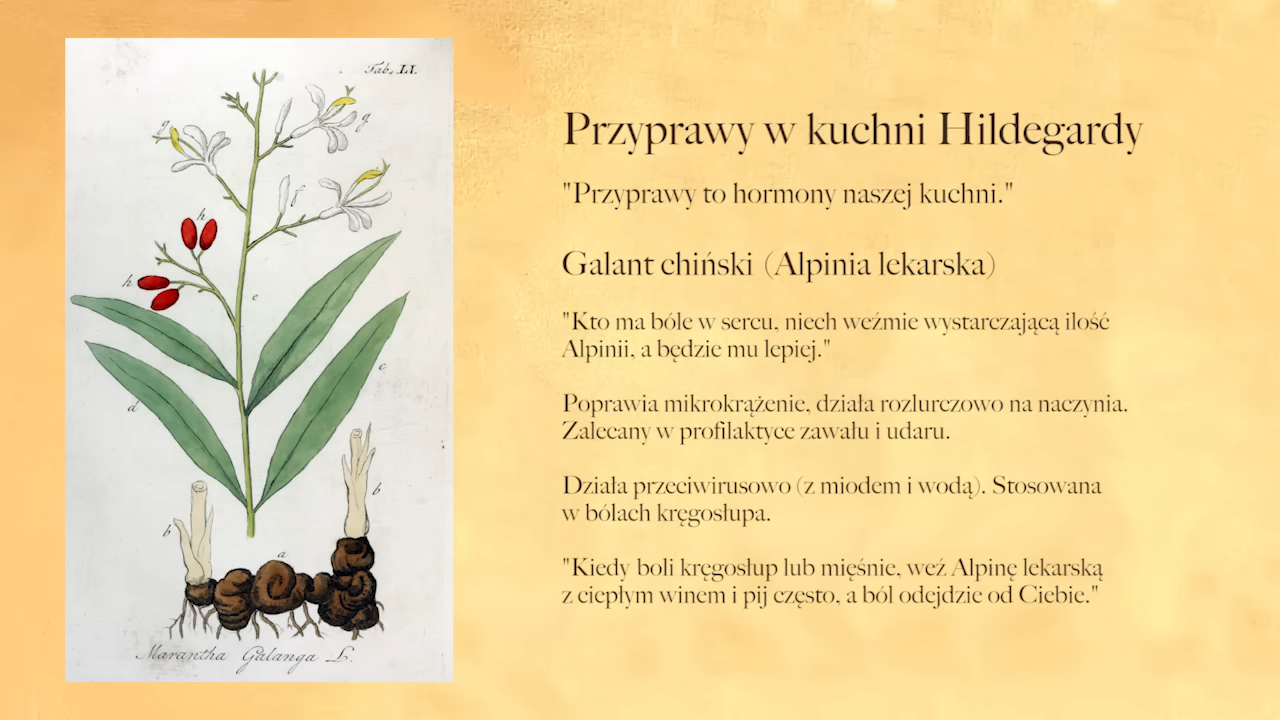 Tab. LI.
g
g
f
h
h
e
c
d
b
b
a
Marantha Galanga L.
Przyprawy w kuchni Hildegardy
"Przyprawy to hormony naszej kuchni."
Galant chiński (Alpinia lekarska)
"Kto ma bóle w sercu, niech weźmie wystarczającą ilość
Alpinii, a będzie mu lepiej."
Poprawia mikrokrążenie, działa rozlurczowo na naczynia.
Zalecany w profilaktyce zawału i udaru.
Działa przeciwirusowo (z miodem i wodą). Stosowana
w bólach kręgosłupa.
"Kiedy boli kręgosłup lub mięśnie, weź Alpinę lekarską
z ciepłym winem i pij często, a ból odejdzie od Ciebie."